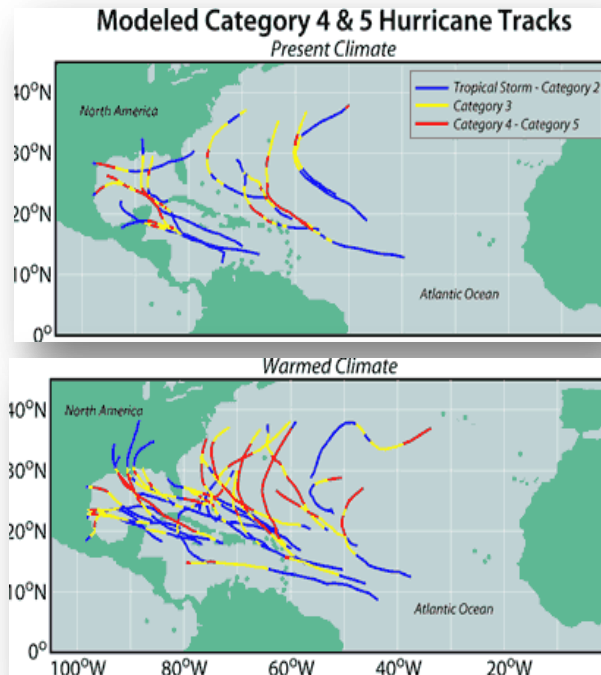 Modeled Category 4 & 5 Hurricane Tracks
Present Climate
40°N
North America
Tropical Storm - Category 2
Category 3
Category 4 - Category 5
30°N
20°N
10°N
Atlantic Ocean
0°
Warmed Climate
40°N
North America
30°N
20°N
10°N
Atlantic Ocean
0°
100°W 80°W 60°W 40°W 20°W